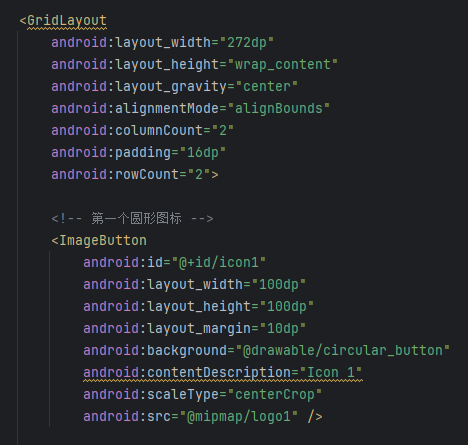 <GridLayout
android:layout_width="272dp"
android:layout_height="wrap_content"
android:layout_gravity="center"
android:alignmentMode="alignBounds"
android:columnCount="2"
android:padding="16dp"
android:rowCount="2">
<!-- 第一个圆形图标 -->
<ImageButton
android:id="@+id/icon1"
android:layout_width="100dp"
android:layout_height="100dp"
android:layout_margin="10dp"
android:background="@drawable/circular_button"
android:contentDescription="Icon 1"
android:scaleType="centerCrop"
android:src="@mipmap/logo1" />